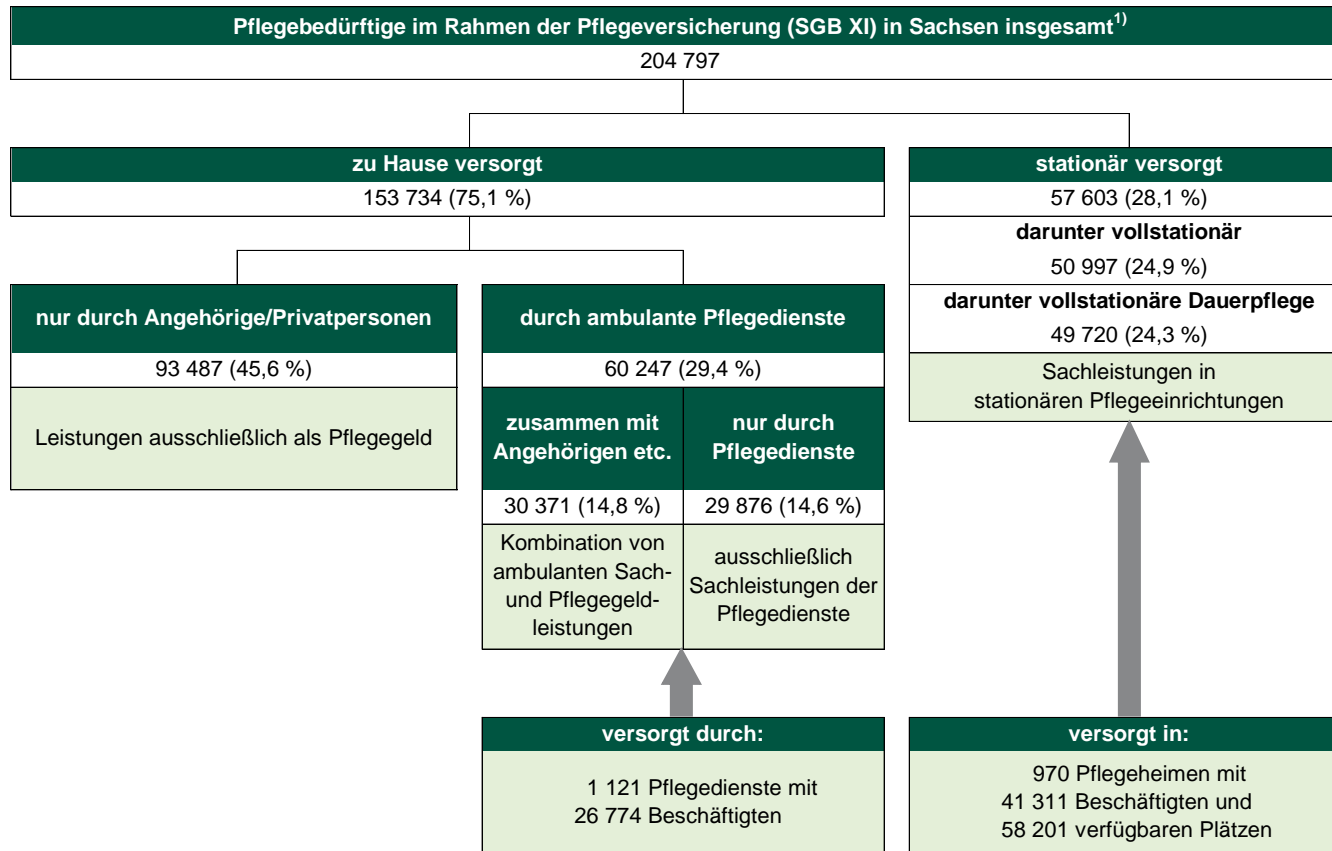 Pflegebedürftige im Rahmen der Pflegeversicherung (SGB XI) in Sachsen insgesamt1)
204 797
zu Hause versorgt
153 734 (75,1 %)
stationär versorgt
57 603 (28,1 %)
darunter vollstationär
50 997 (24,9 %)
darunter vollstationäre Dauerpflege
49 720 (24,3 %)
Sachleistungen in
stationären Pflegeeinrichtungen
nur durch Angehörige/Privatpersonen
93 487 (45,6 %)
Leistungen ausschließlich als Pflegegeld
durch ambulante Pflegedienste
60 247 (29,4 %)
zusammen mit
Angehörigen etc.
30 371 (14,8 %)
Kombination von
ambulanten Sach-
und Pflegegeld-
leistungen
nur durch
Pflegedienste
29 876 (14,6 %)
ausschließlich
Sachleistungen der
Pflegedienste
versorgt durch:
1 121 Pflegedienste mit
26 774 Beschäftigten
versorgt in:
970 Pflegeheimen mit
41 311 Beschäftigten und
58 201 verfügbaren Plätzen